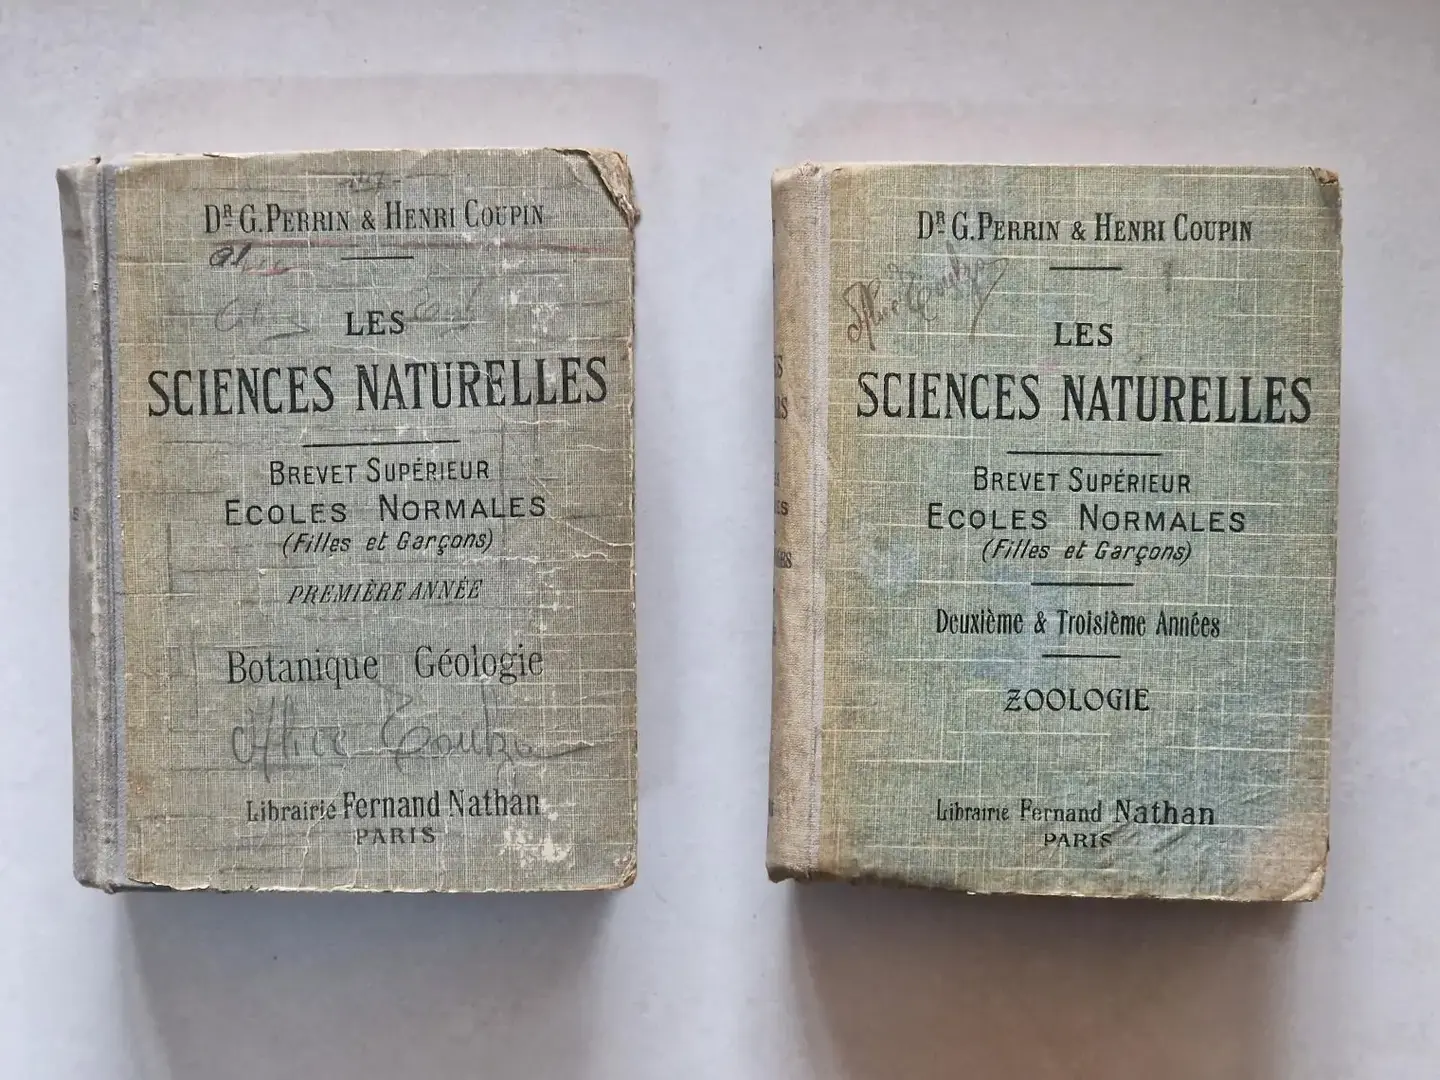 Dr G. PERRIN & HENRI COUPIN
LES
SCIENCES NATURELLES
BREVET SUPÉRIEUR
ECOLES NORMALES
(Filles et Garçons)
PREMIÈRE ANNÉE
Botanique Géologie
Librairie Fernand Nathan
PARIS
Dr G. PERRIN & HENRI COUPIN
LES
SCIENCES NATURELLES
BREVET SUPÉRIEUR
ECOLES NORMALES
(Filles et Garçons)
Deuxième & Troisième Années
ZOOLOGIE
Librairie Fernand Nathan
PARIS